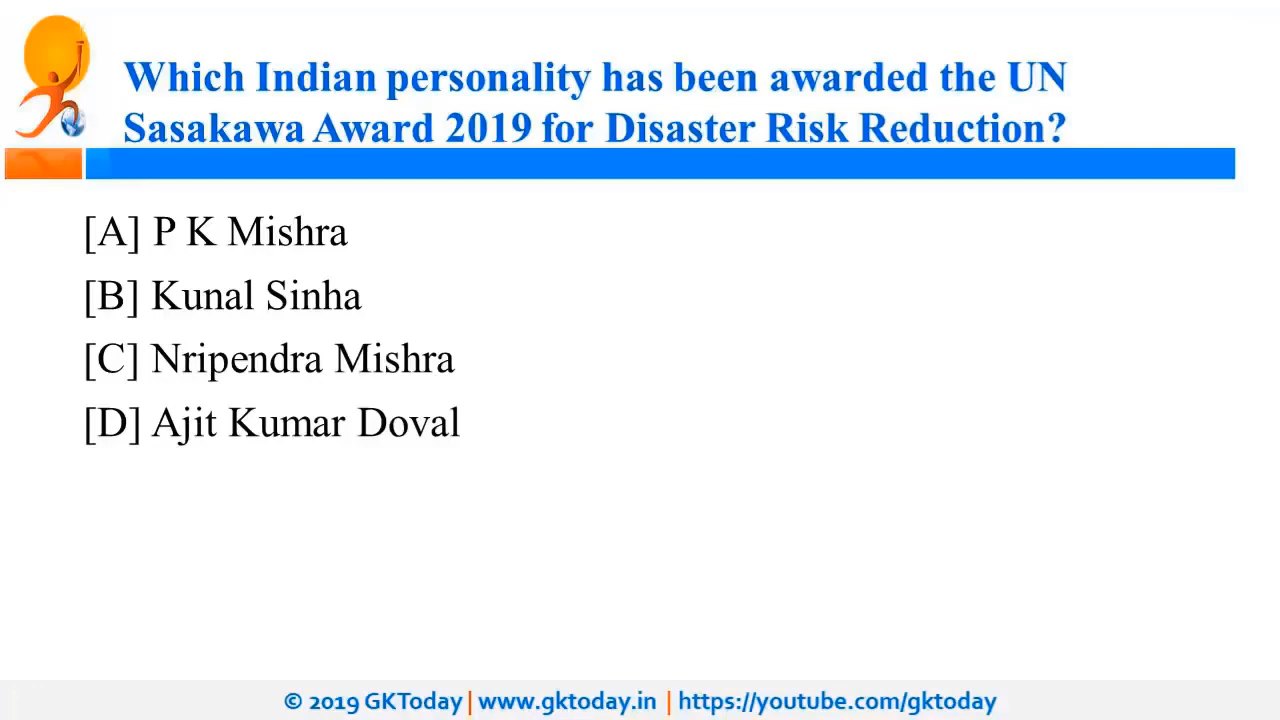 Which Indian personality has been awarded the UN
Sasakawa Award 2019 for Disaster Risk Reduction?
[A] P K Mishra
[B] Kunal Sinha
[C] Nripendra Mishra
[D] Ajit Kumar Doval
© 2019 GKToday | www.gktoday.in | https://youtube.com/gktoday